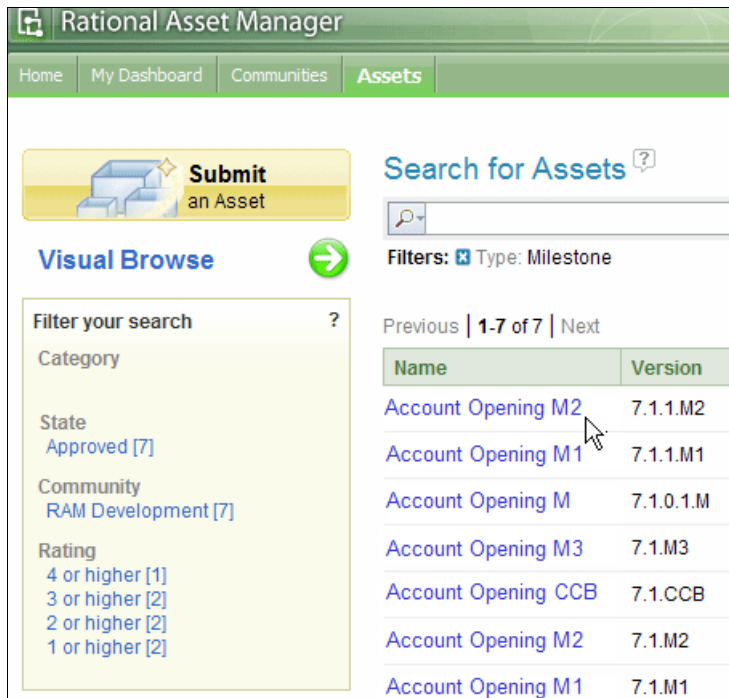 Rational Asset Manager
Home My Dashboard Communities Assets
Submit
an Asset
Visual Browse
Filter your search ?
Category
State
Approved [7]
Community
RAM Development [7]
Rating
4 or higher [1]
3 or higher [2]
2 or higher [2]
1 or higher [2]
Search for Assets ?
Filters: Type: Milestone
Previous | 1-7 of 7 | Next
Name Version
Account Opening M2 7.1.1.M2
Account Opening M1 7.1.1.M1
Account Opening M 7.1.0.1.M
Account Opening M3 7.1.M3
Account Opening CCB 7.1.CCB
Account Opening M2 7.1.M2
Account Opening M1 7.1.M1